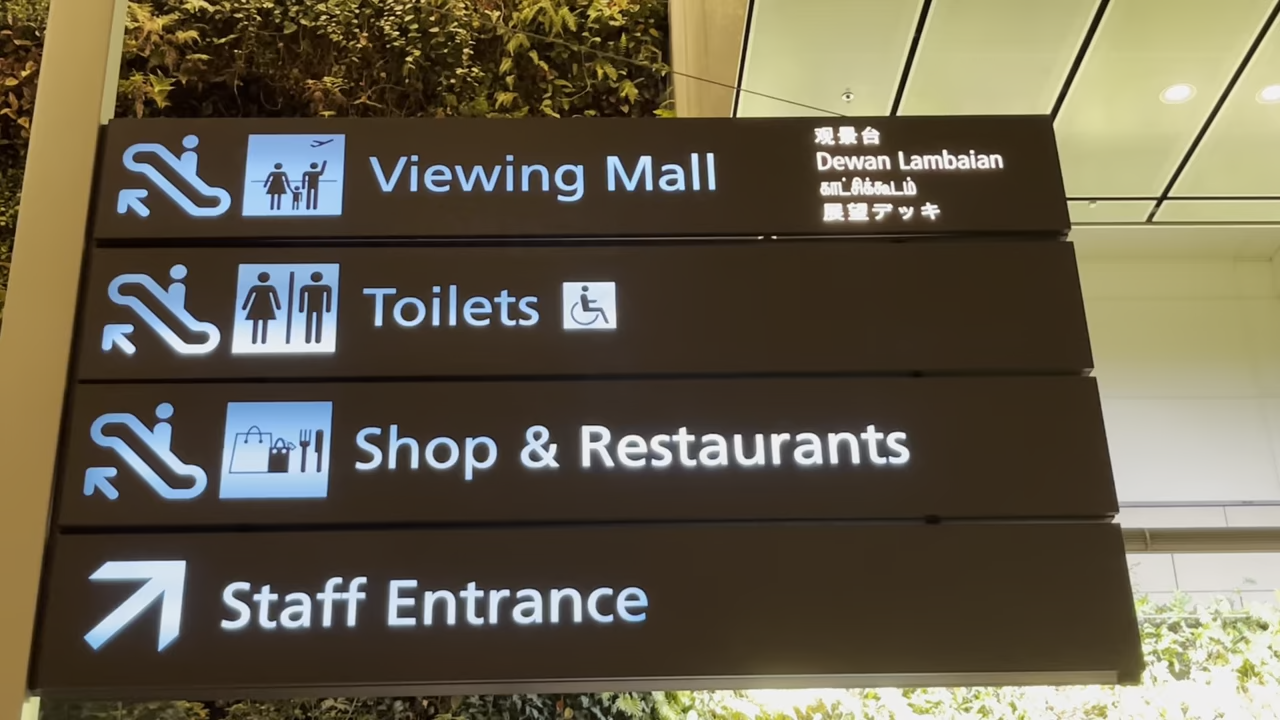 Viewing Mall
观景台
Dewan Lambaian
காட்சிக்கூடம்
展望デッキ
Toilets
Shop & Restaurants
Staff Entrance